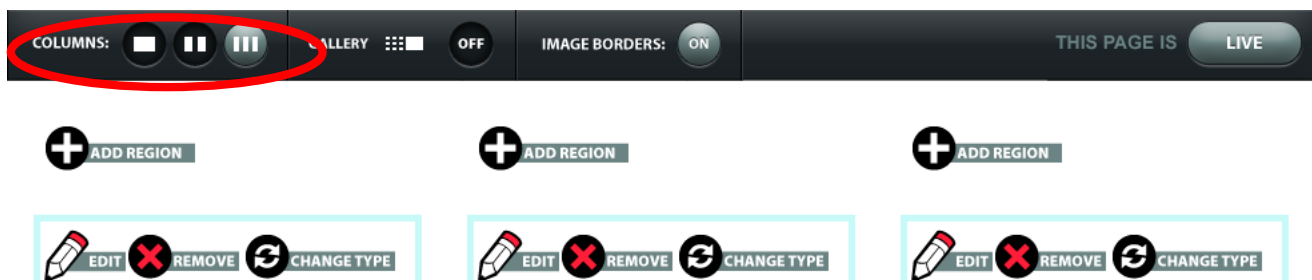 COLUMNS: GALLERY OFF IMAGE BORDERS: ON THIS PAGE IS LIVE
ADD REGION ADD REGION ADD REGION
EDIT REMOVE CHANGE TYPE EDIT REMOVE CHANGE TYPE EDIT REMOVE CHANGE TYPE